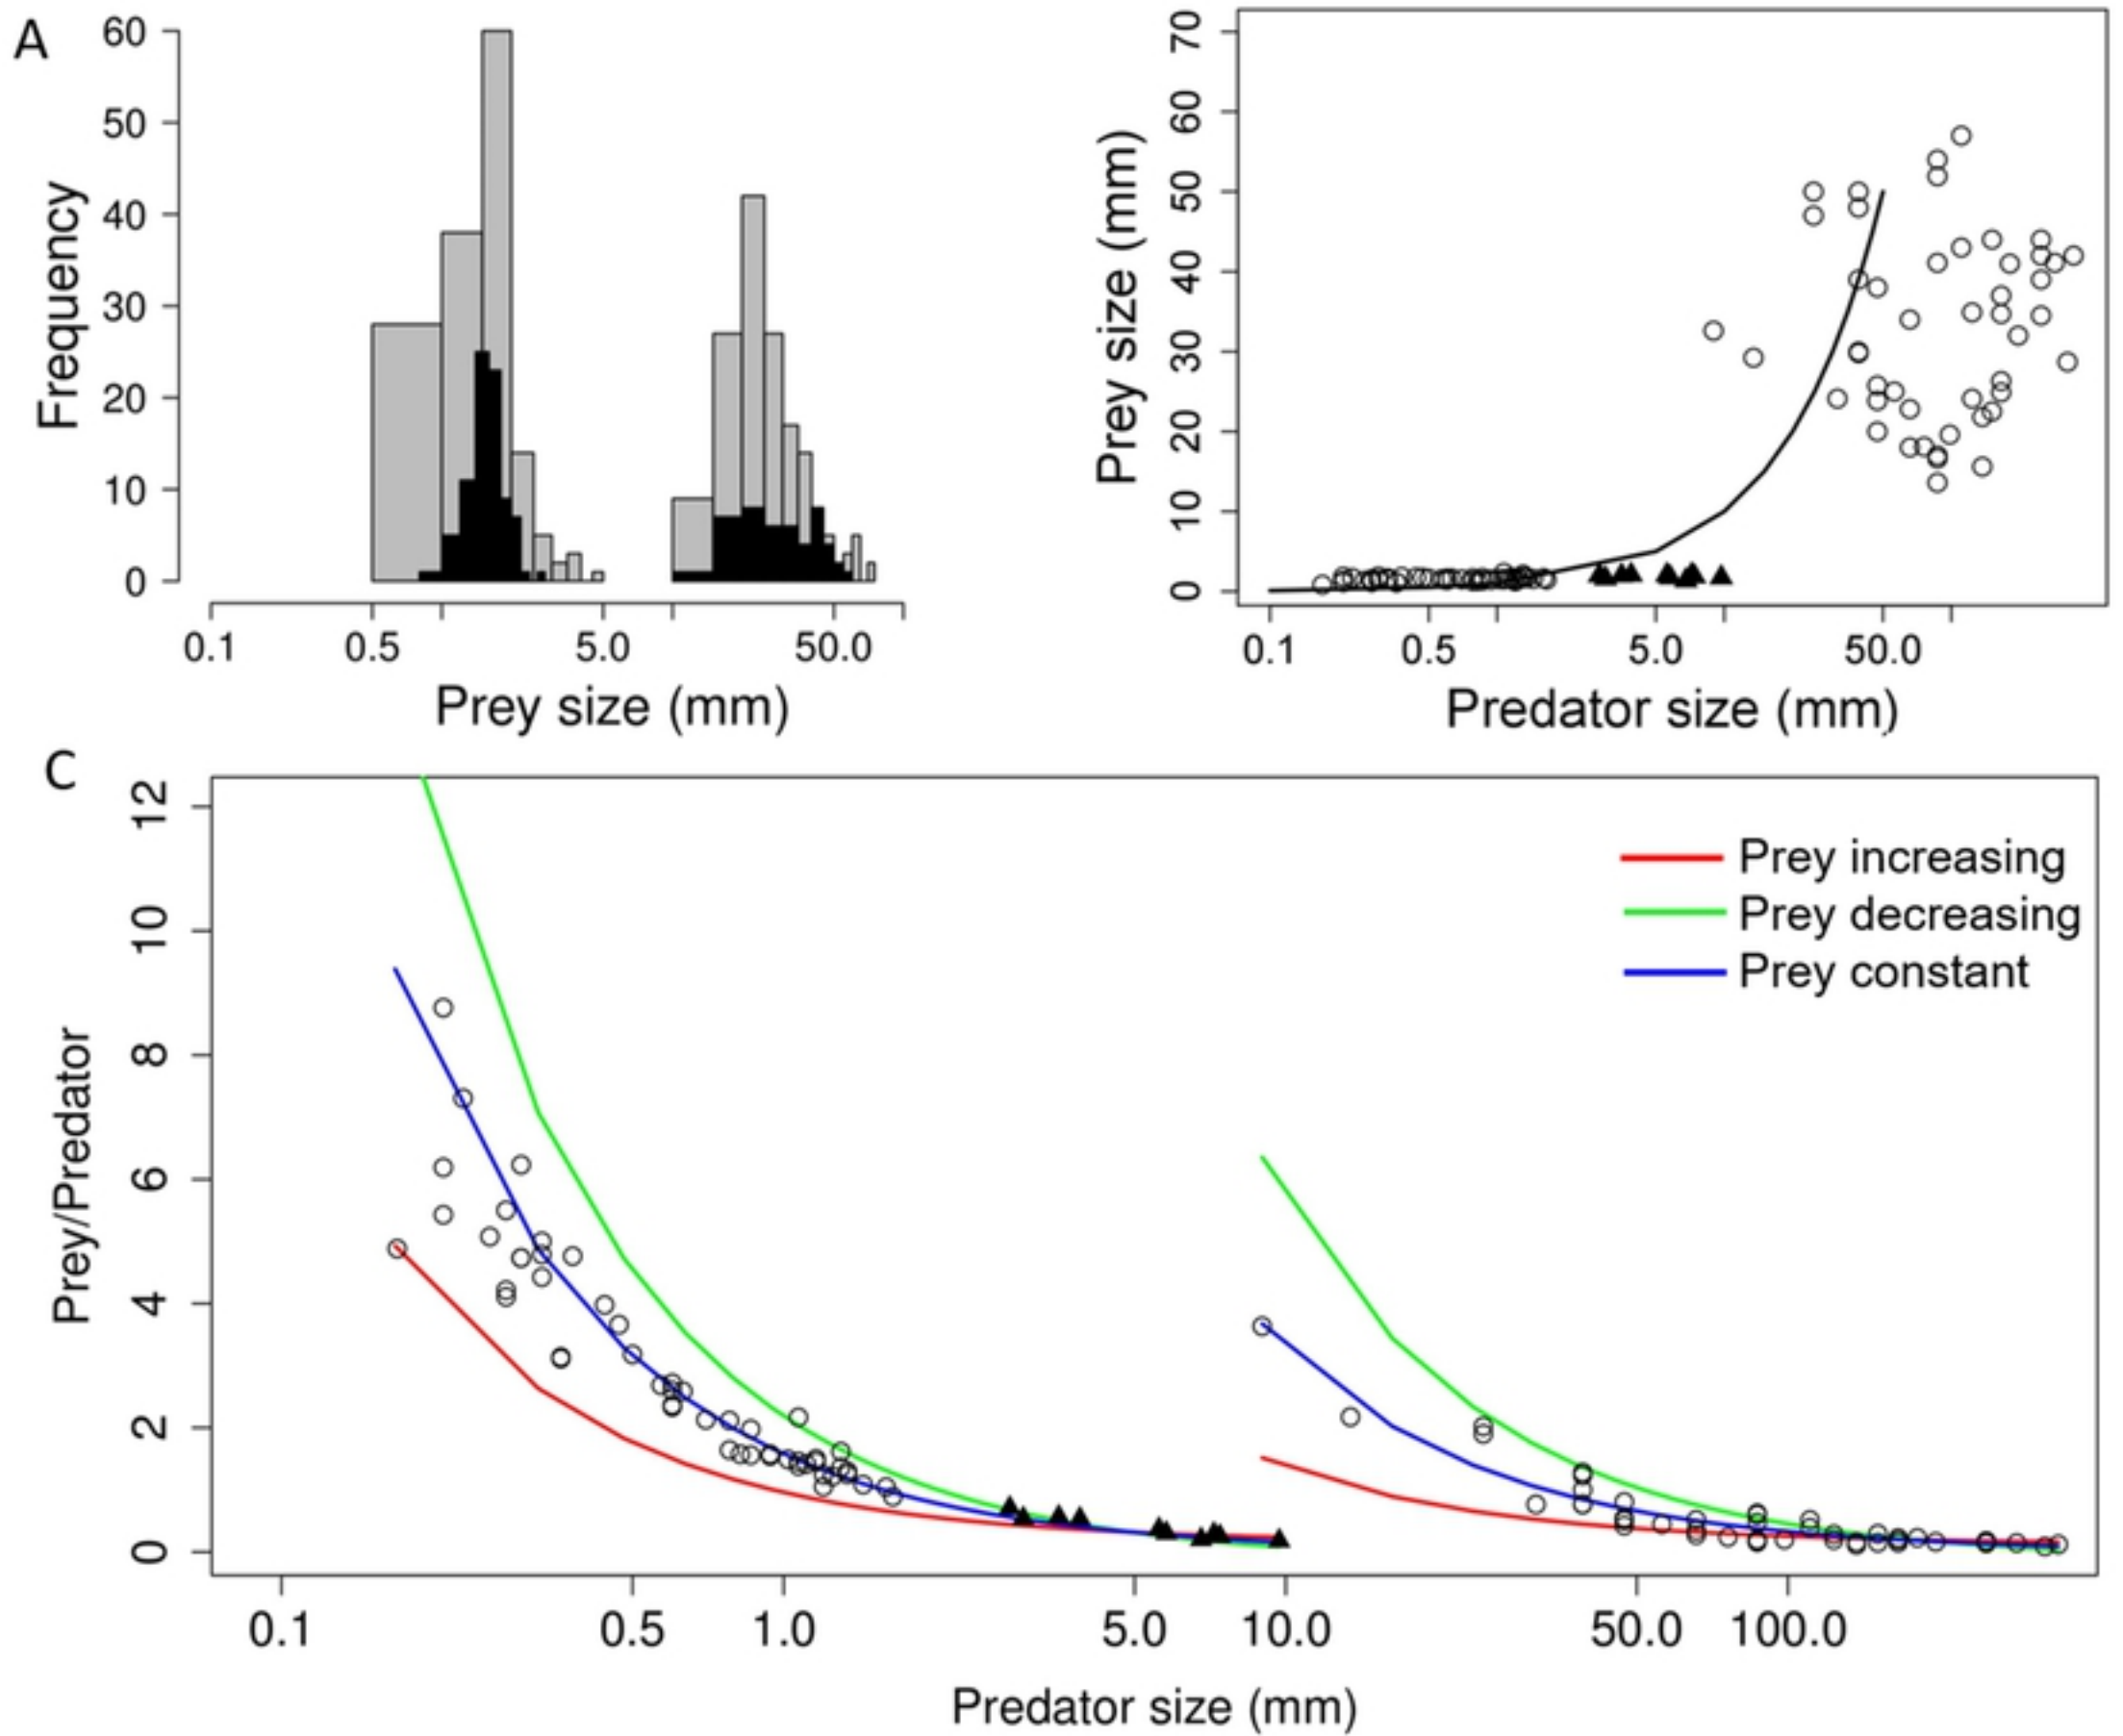 A
60
50
40
30
20
10
0
Frequency
0.1 0.5 5.0 50.0
Prey size (mm)
70
60
50
40
30
20
10
0
Prey size (mm)
0.1 0.5 5.0 50.0
Predator size (mm)
C
12
10
8
6
4
2
0
Prey/Predator
Prey increasing
Prey decreasing
Prey constant
0.1 0.5 1.0 5.0 10.0 50.0 100.0
Predator size (mm)